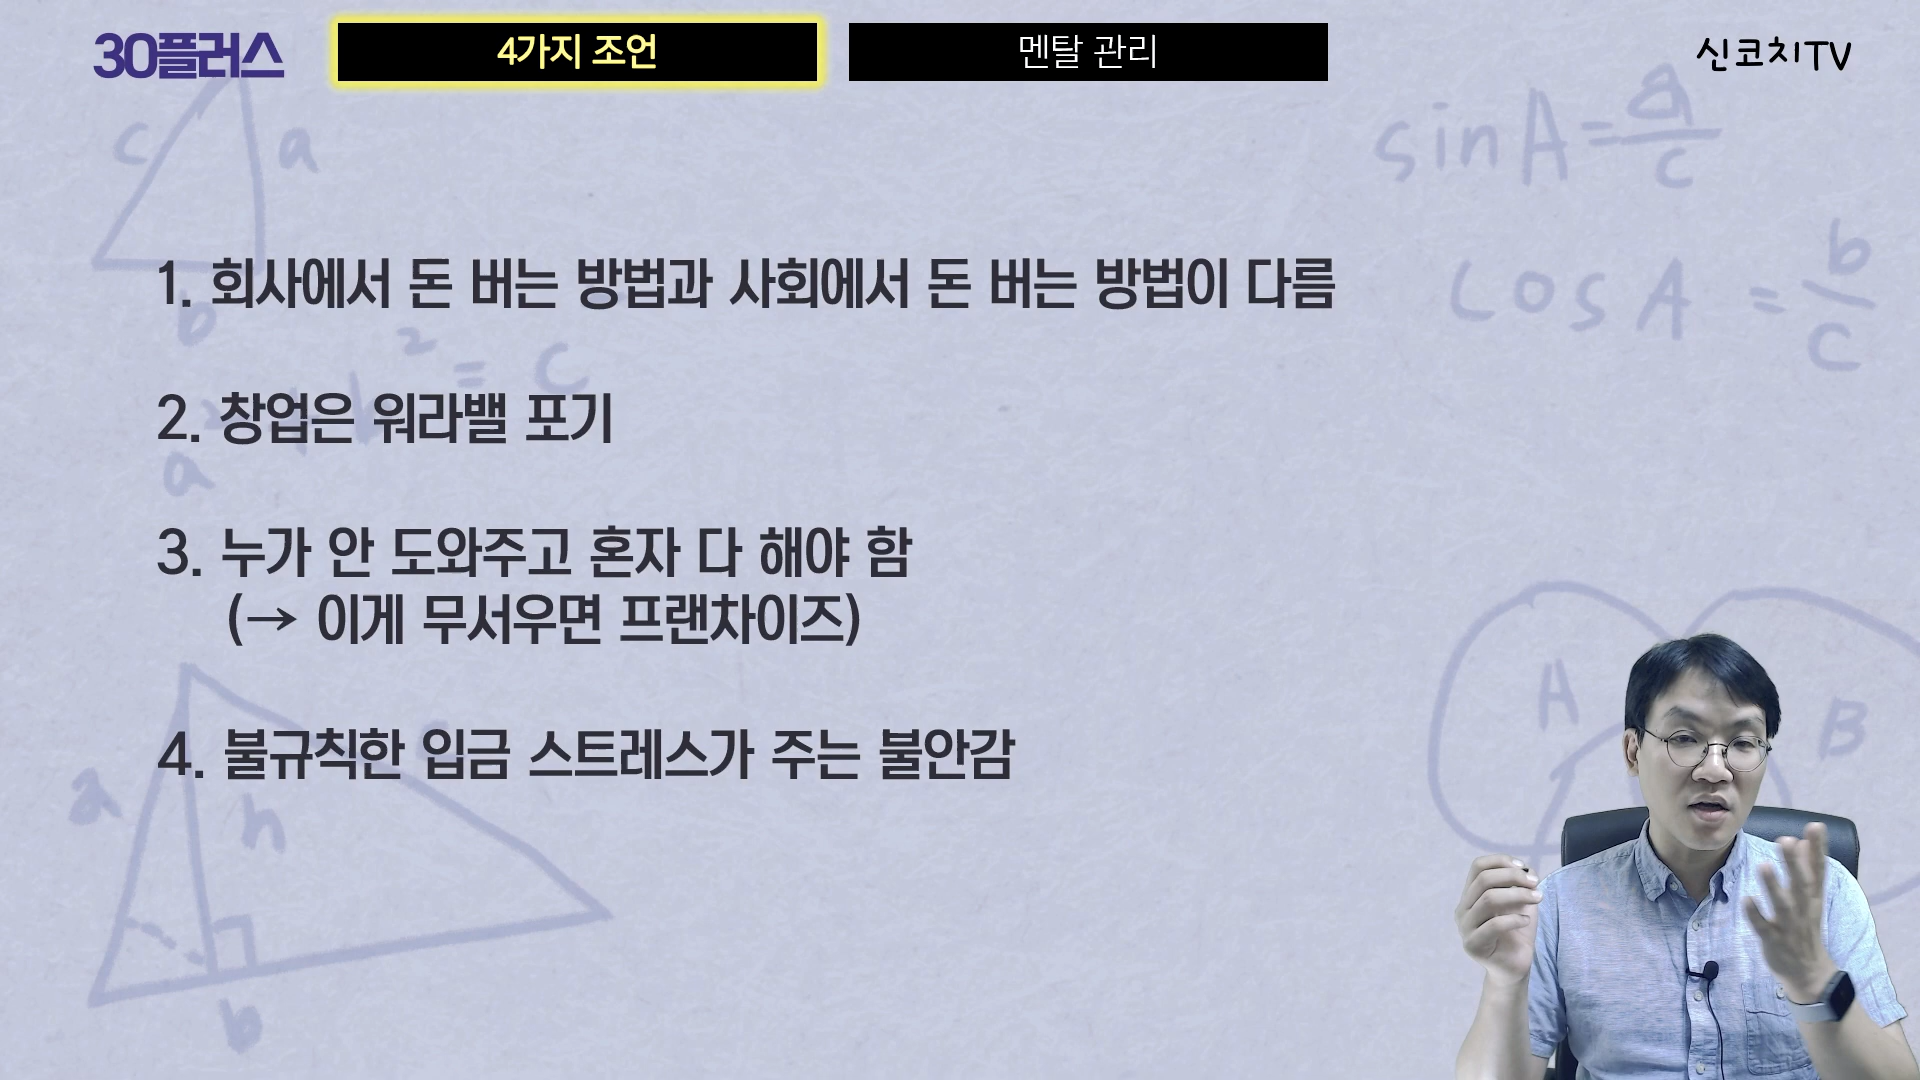 30플러스
4가지 조언
멘탈 관리
신코치TV
c
a
sin A = a/c
b
cos A = b/c
1. 회사에서 돈 버는 방법과 사회에서 돈 버는 방법이 다름
2 = c
2. 창업은 워라밸 포기
a
3. 누가 안 도와주고 혼자 다 해야 함
(→ 이게 무서우면 프랜차이즈)
A
B
4. 불규칙한 입금 스트레스가 주는 불안감
a
h
b